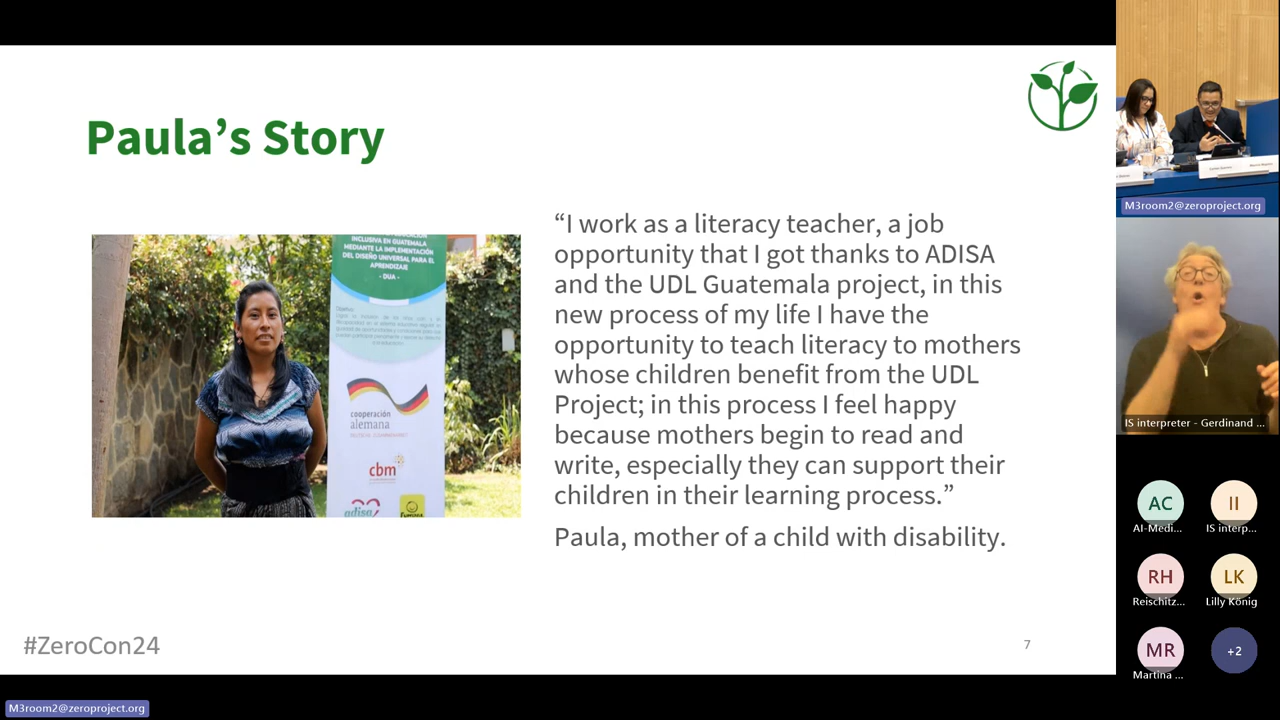 Paula’s Story
INCLUSIVA EN GUATEMALA
MEDIANTE LA IMPLEMENTACIÓN
DEL DISEÑO UNIVERSAL PARA EL
APRENDIZAJE
- DUA -
cooperación
alemana
cbm
adisa
“I work as a literacy teacher, a job
opportunity that I got thanks to ADISA
and the UDL Guatemala project, in this
new process of my life I have the
opportunity to teach literacy to mothers
whose children benefit from the UDL
Project; in this process I feel happy
because mothers begin to read and
write, especially they can support their
children in their learning process.”
Paula, mother of a child with disability.
#ZeroCon24
7
M3room2@zeroproject.org
M3room2@zeroproject.org
IS interpreter - Gerdinand ...
AC
AI-Medi...
II
IS interp...
RH
Reischitz...
LK
Lilly König
MR
Martina ...
+2